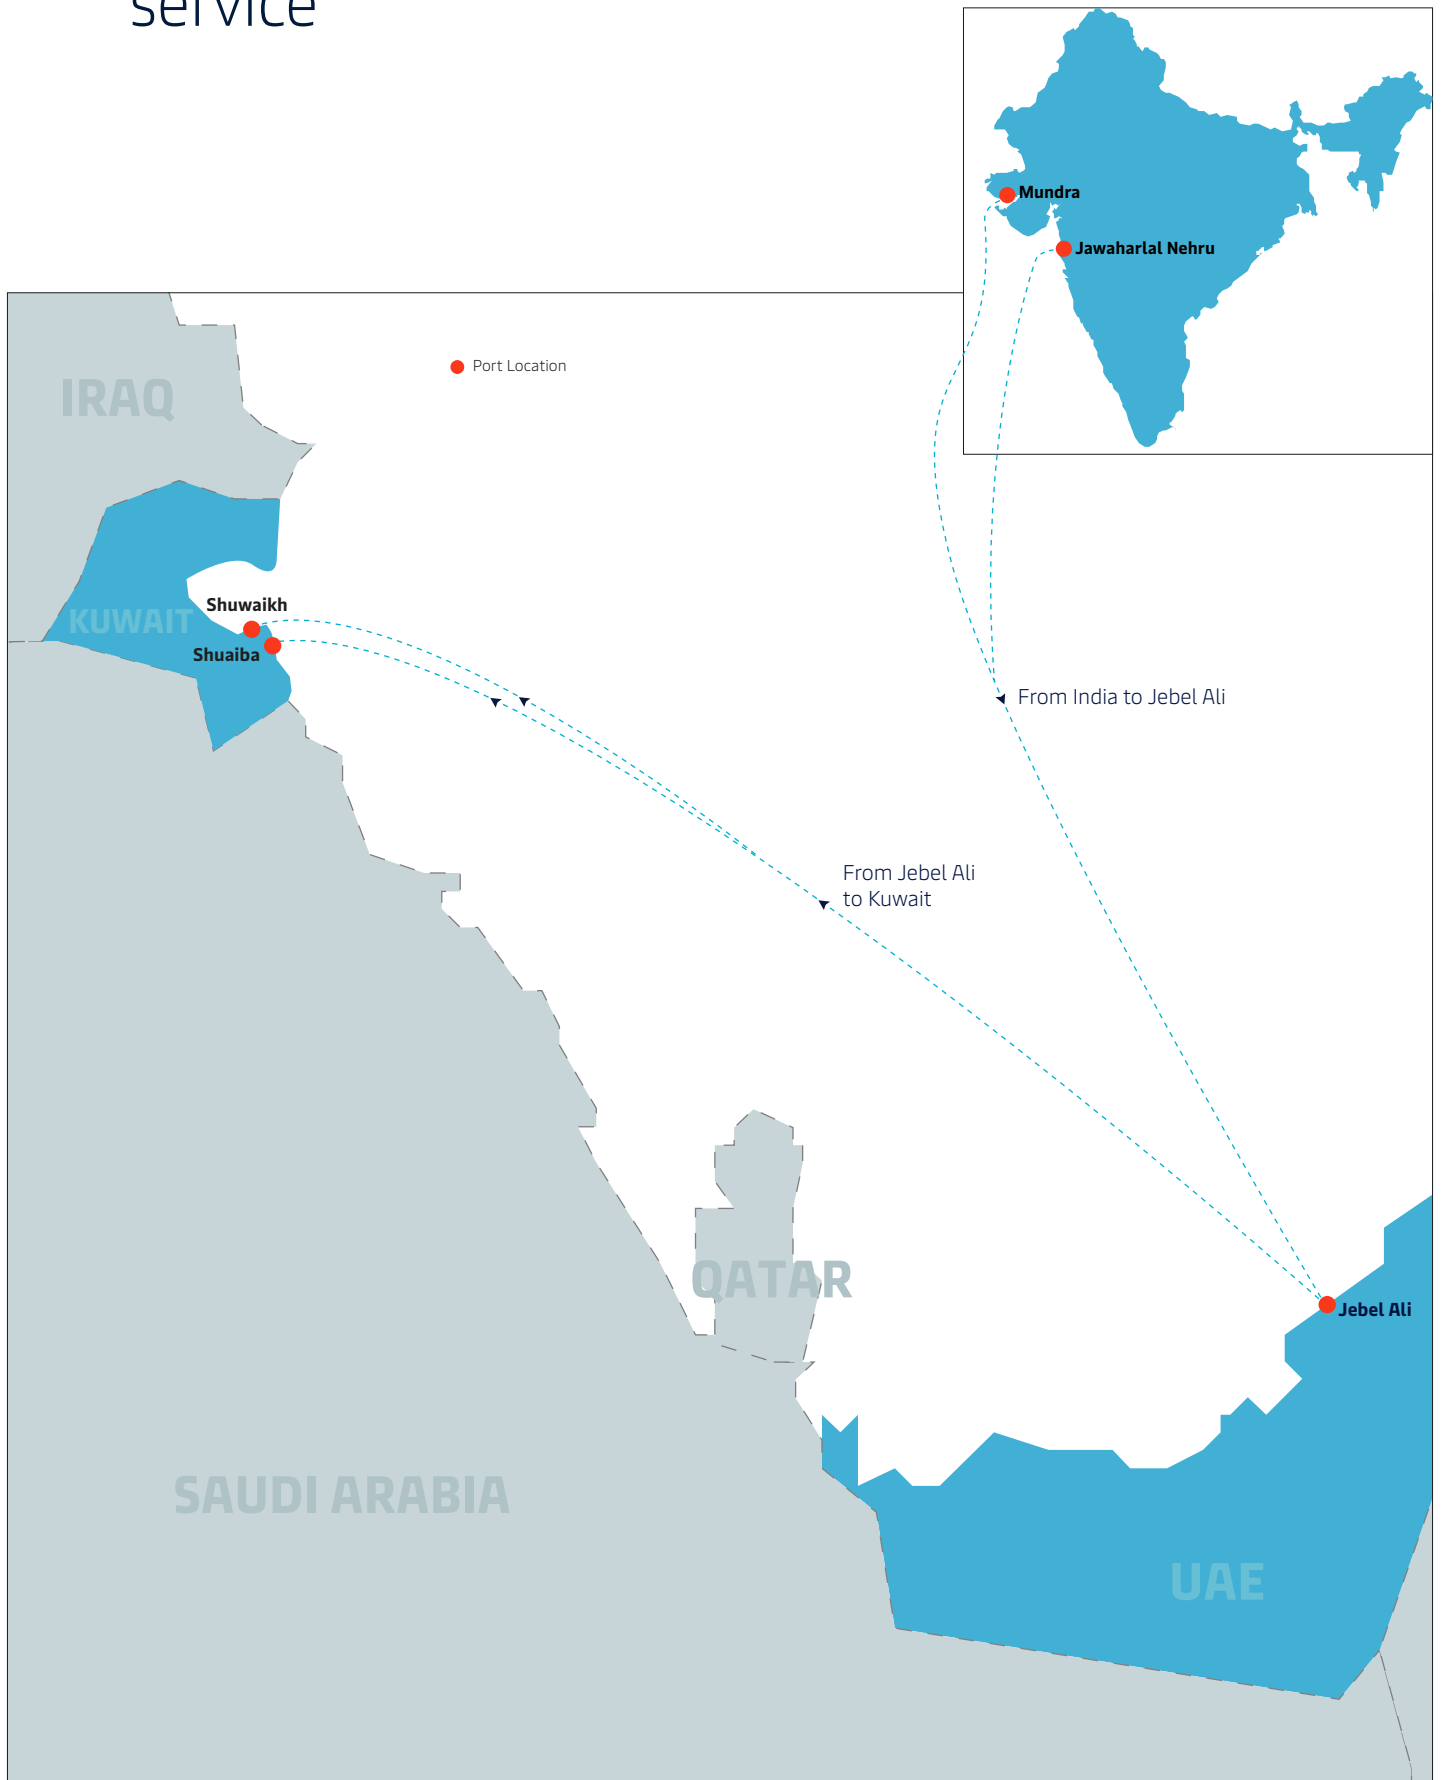 service
Mundra
Jawaharlal Nehru
Port Location
IRAQ
Shuwaikh
KUWAIT
Shuaiba
From India to Jebel Ali
From Jebel Ali
to Kuwait
QATAR
Jebel Ali
SAUDI ARABIA
UAE